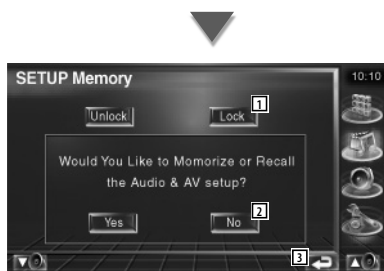 SETUP Memory
10:10
Unlock
Lock
1
Would You Like to Momorize or Recall
the Audio & AV setup?
Yes
No
2
3